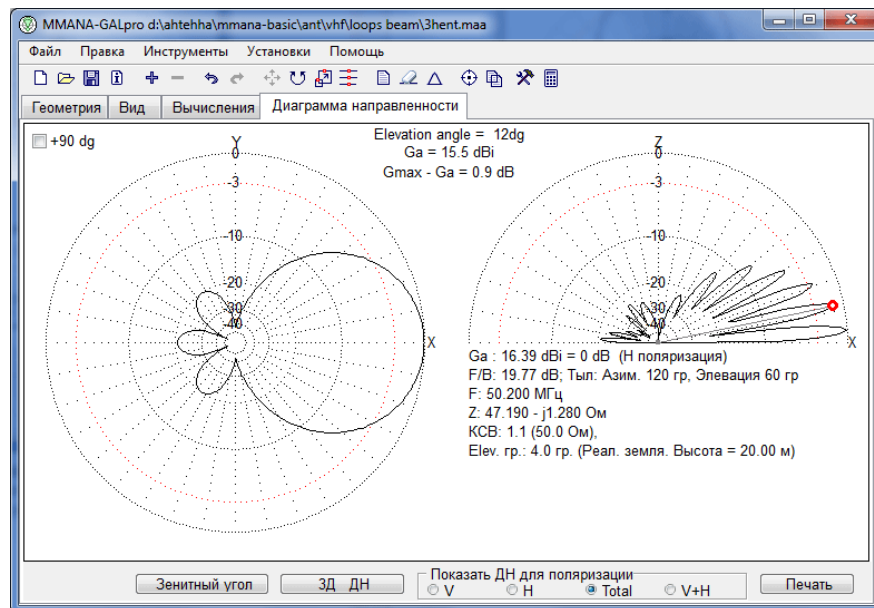 MMANA-GALpro d:\ahtehha\mmana-basic\ant\vhf\loops beam\3hent.maa
Файл Правка Инструменты Установки Помощь
Геометрия Вид Вычисления Диаграмма направленности
+90 dg
Elevation angle = 12dg
Ga = 15.5 dBi
Gmax - Ga = 0.9 dB
Y
0
-3
-10
-20
-30
-40
X
Z
0
-3
-10
-20
-30
-40
X
Ga : 16.39 dBi = 0 dB (H поляризация)
F/B: 19.77 dB; Тыл: Азим. 120 гр, Элевация 60 гр
F: 50.200 МГц
Z: 47.190 - j1.280 Ом
КСВ: 1.1 (50.0 Ом),
Elev. гр.: 4.0 гр. (Реал. земля. Высота = 20.00 м)
Зенитный угол
3Д ДН
Показать ДН для поляризации
V H Total V+H
Печать